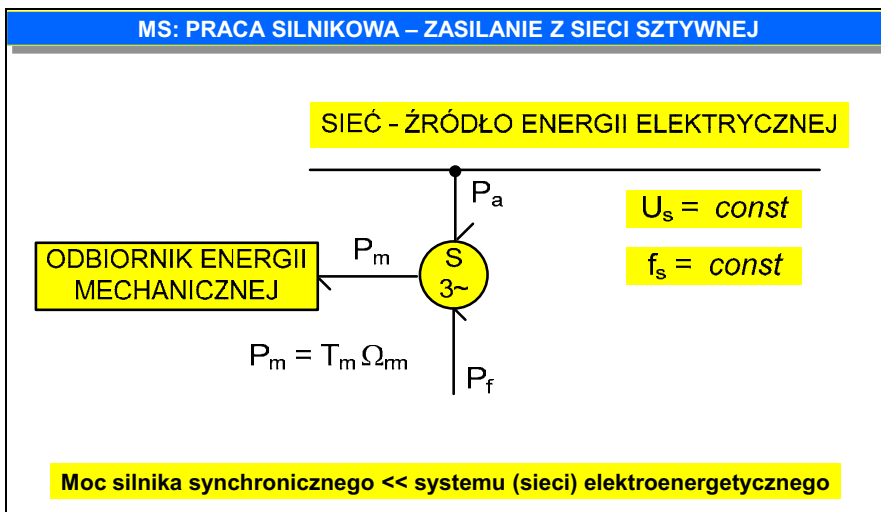 MS: PRACA SILNIKOWA – ZASILANIE Z SIECI SZTYWNEJ
SIEĆ - ŹRÓDŁO ENERGII ELEKTRYCZNEJ
Pa
Us = const
fs = const
ODBIORNIK ENERGII
MECHANICZNEJ
Pm
S
3~
Pm = Tm Ωrm
Pf
Moc silnika synchronicznego << systemu (sieci) elektroenergetycznego